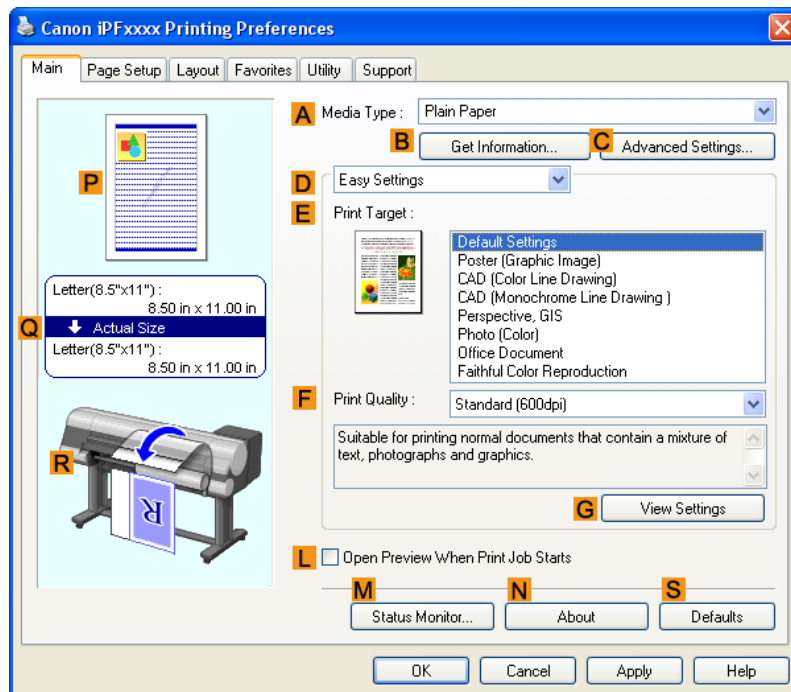 Canon iPFxxxx Printing Preferences
Main Page Setup Layout Favorites Utility Support
A Media Type : Plain Paper
B Get Information... C Advanced Settings...
P
D Easy Settings
E Print Target :
Default Settings
Poster (Graphic Image)
CAD (Color Line Drawing)
CAD (Monochrome Line Drawing )
Perspective, GIS
Photo (Color)
Office Document
Faithful Color Reproduction
Letter(8.5"x11") :
8.50 in x 11.00 in
Q Actual Size
Letter(8.5"x11") :
8.50 in x 11.00 in
F Print Quality : Standard (600dpi)
Suitable for printing normal documents that contain a mixture of
text, photographs and graphics.
R
R
G View Settings
L Open Preview When Print Job Starts
M N S
Status Monitor... About Defaults
OK Cancel Apply Help